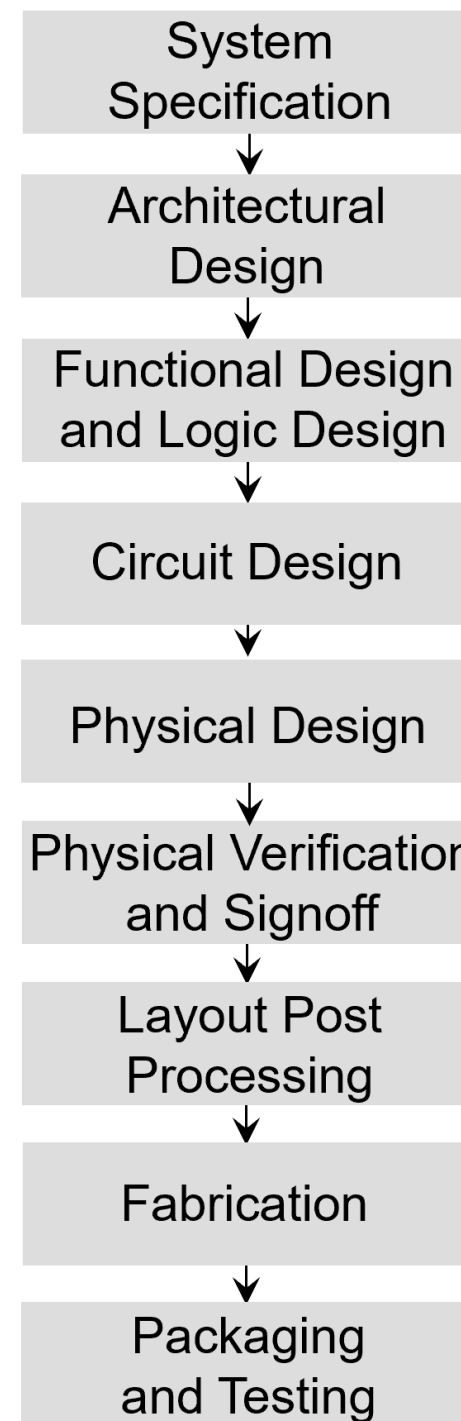 System
Specification
Architectural
Design
Functional Design
and Logic Design
Circuit Design
Physical Design
Physical Verification
and Signoff
Layout Post
Processing
Fabrication
Packaging
and Testing